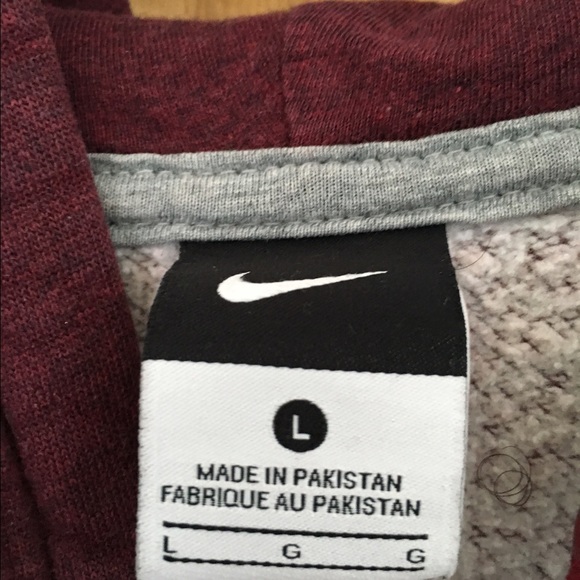 L
MADE IN PAKISTAN
FABRIQUE AU PAKISTAN
L G G